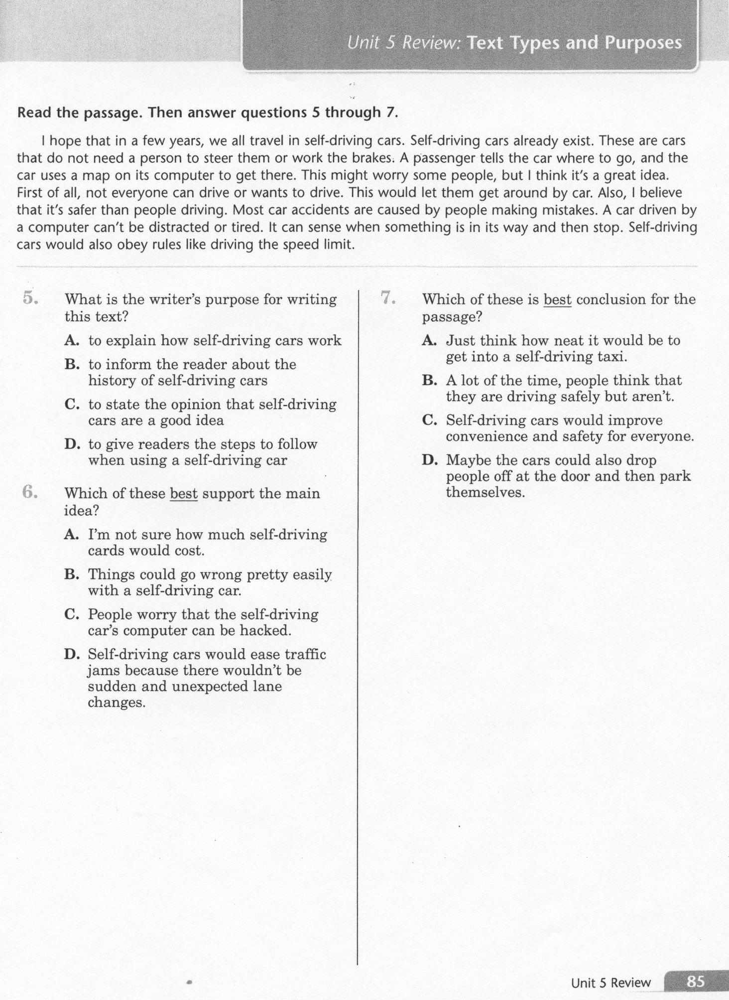 Unit 5 Review: Text Types and Purposes
Read the passage. Then answer questions 5 through 7.
I hope that in a few years, we all travel in self-driving cars. Self-driving cars already exist. These are cars
that do not need a person to steer them or work the brakes. A passenger tells the car where to go, and the
car uses a map on its computer to get there. This might worry some people, but I think it's a great idea.
First of all, not everyone can drive or wants to drive. This would let them get around by car. Also, I believe
that it's safer than people driving. Most car accidents are caused by people making mistakes. A car driven by
a computer can't be distracted or tired. It can sense when something is in its way and then stop. Self-driving
cars would also obey rules like driving the speed limit.
5. What is the writer's purpose for writing
this text?
A. to explain how self-driving cars work
B. to inform the reader about the
history of self-driving cars
C. to state the opinion that self-driving
cars are a good idea
D. to give readers the steps to follow
when using a self-driving car
6. Which of these best support the main
idea?
A. I'm not sure how much self-driving
cards would cost.
B. Things could go wrong pretty easily
with a self-driving car.
C. People worry that the self-driving
car's computer can be hacked.
D. Self-driving cars would ease traffic
jams because there wouldn't be
sudden and unexpected lane
changes.
7. Which of these is best conclusion for the
passage?
A. Just think how neat it would be to
get into a self-driving taxi.
B. A lot of the time, people think that
they are driving safely but aren't.
C. Self-driving cars would improve
convenience and safety for everyone.
D. Maybe the cars could also drop
people off at the door and then park
themselves.
Unit 5 Review 85